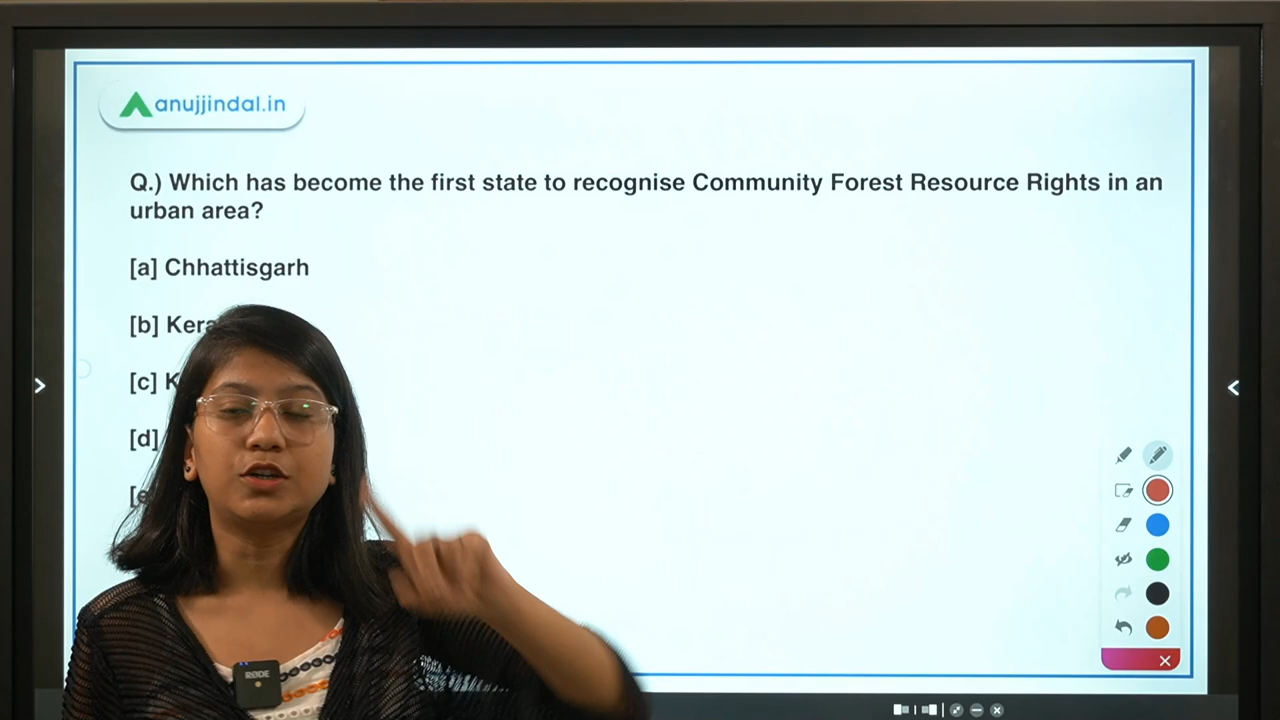 anujjindal.in
Q.) Which has become the first state to recognise Community Forest Resource Rights in an
urban area?
[a] Chhattisgarh
[b]
[c]
[d]
RØDE